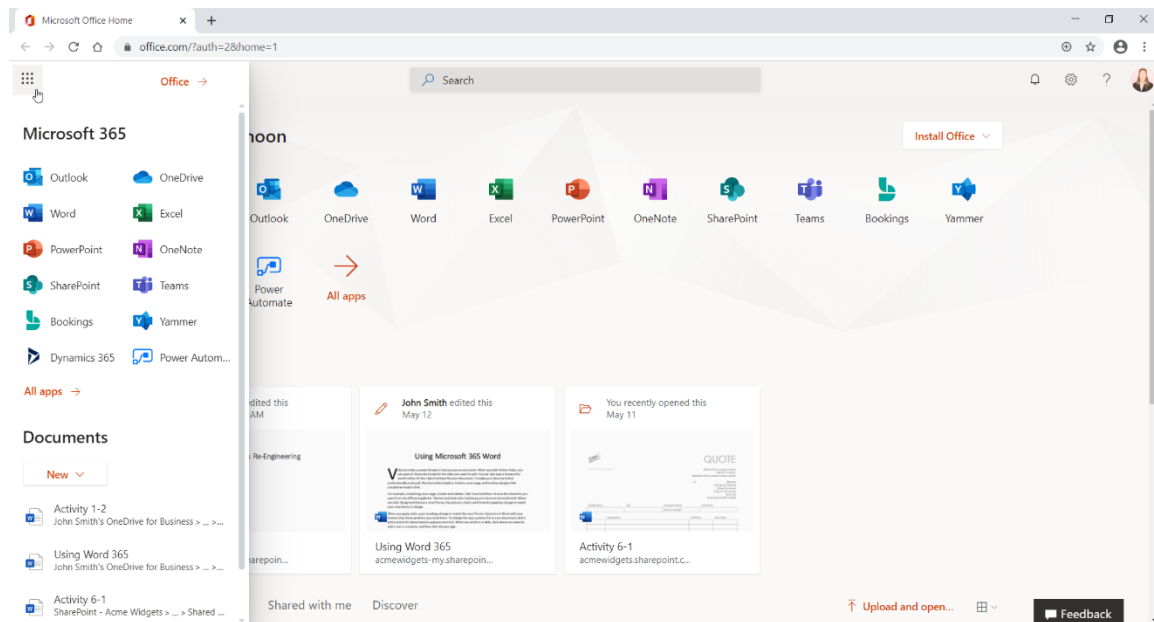 Microsoft Office Home
office.com/?auth=2&home=1
Office →
Search
Microsoft 365
Outlook
OneDrive
Word
Excel
PowerPoint
OneNote
SharePoint
Teams
Bookings
Yammer
Dynamics 365
Power Autom...
All apps →
Documents
New
Activity 1-2
John Smith's OneDrive for Business > ... >...
Using Word 365
John Smith's OneDrive for Business > ... >...
Activity 6-1
SharePoint - Acme Widgets > ... > Shared ...
noon
Install Office
Outlook
OneDrive
Word
Excel
PowerPoint
OneNote
SharePoint
Teams
Bookings
Yammer
Power
Automate
All apps
edited this
AM
Re-Engineering
arepoin...
John Smith edited this
May 12
Using Microsoft 365 Word
Using Word 365
acmewidgets-my.sharepoin...
You recently opened this
May 11
QUOTE
Activity 6-1
acmewidgets.sharepoint.c...
Shared with me
Discover
Upload and open...
Feedback